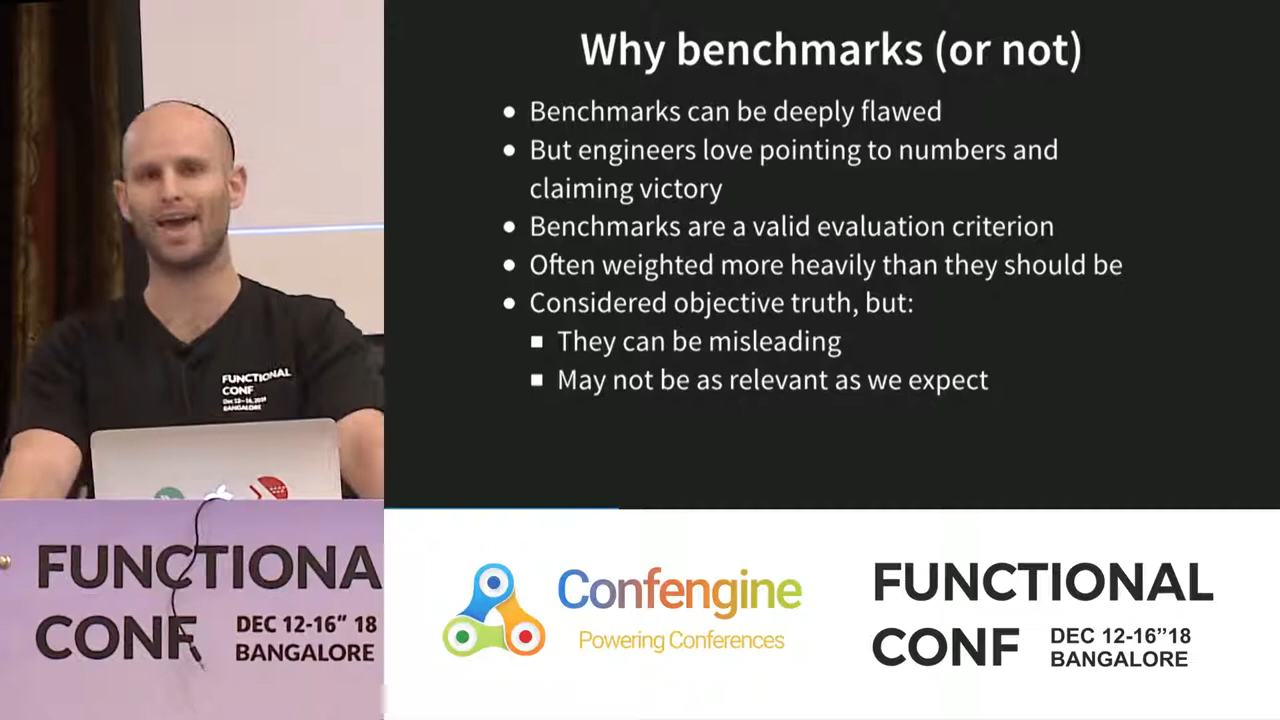 Why benchmarks (or not)
Benchmarks can be deeply flawed
But engineers love pointing to numbers and
claiming victory
Benchmarks are a valid evaluation criterion
Often weighted more heavily than they should be
Considered objective truth, but:
They can be misleading
May not be as relevant as we expect
FUNCTIONAL
CONF
Dec 12-16, 2018
BANGALORE
FUNCTIONA
CONF
DEC 12-16" 18
BANGALORE
Confengine
Powering Conferences
FUNCTIONAL
CONF
DEC 12-16"18
BANGALORE